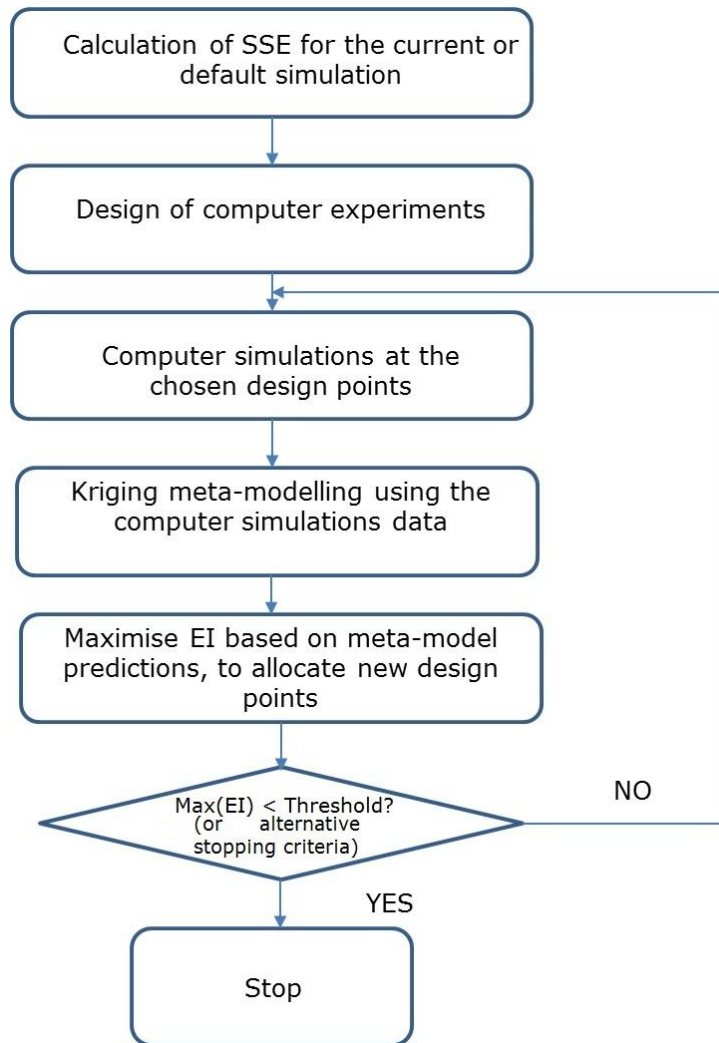 Calculation of SSE for the current or
default simulation
Design of computer experiments
Computer simulations at the
chosen design points
Kriging meta-modelling using the
computer simulations data
Maximise EI based on meta-model
predictions, to allocate new design
points
Max(EI) < Threshold?
(or alternative
stopping criteria)
NO
YES
Stop